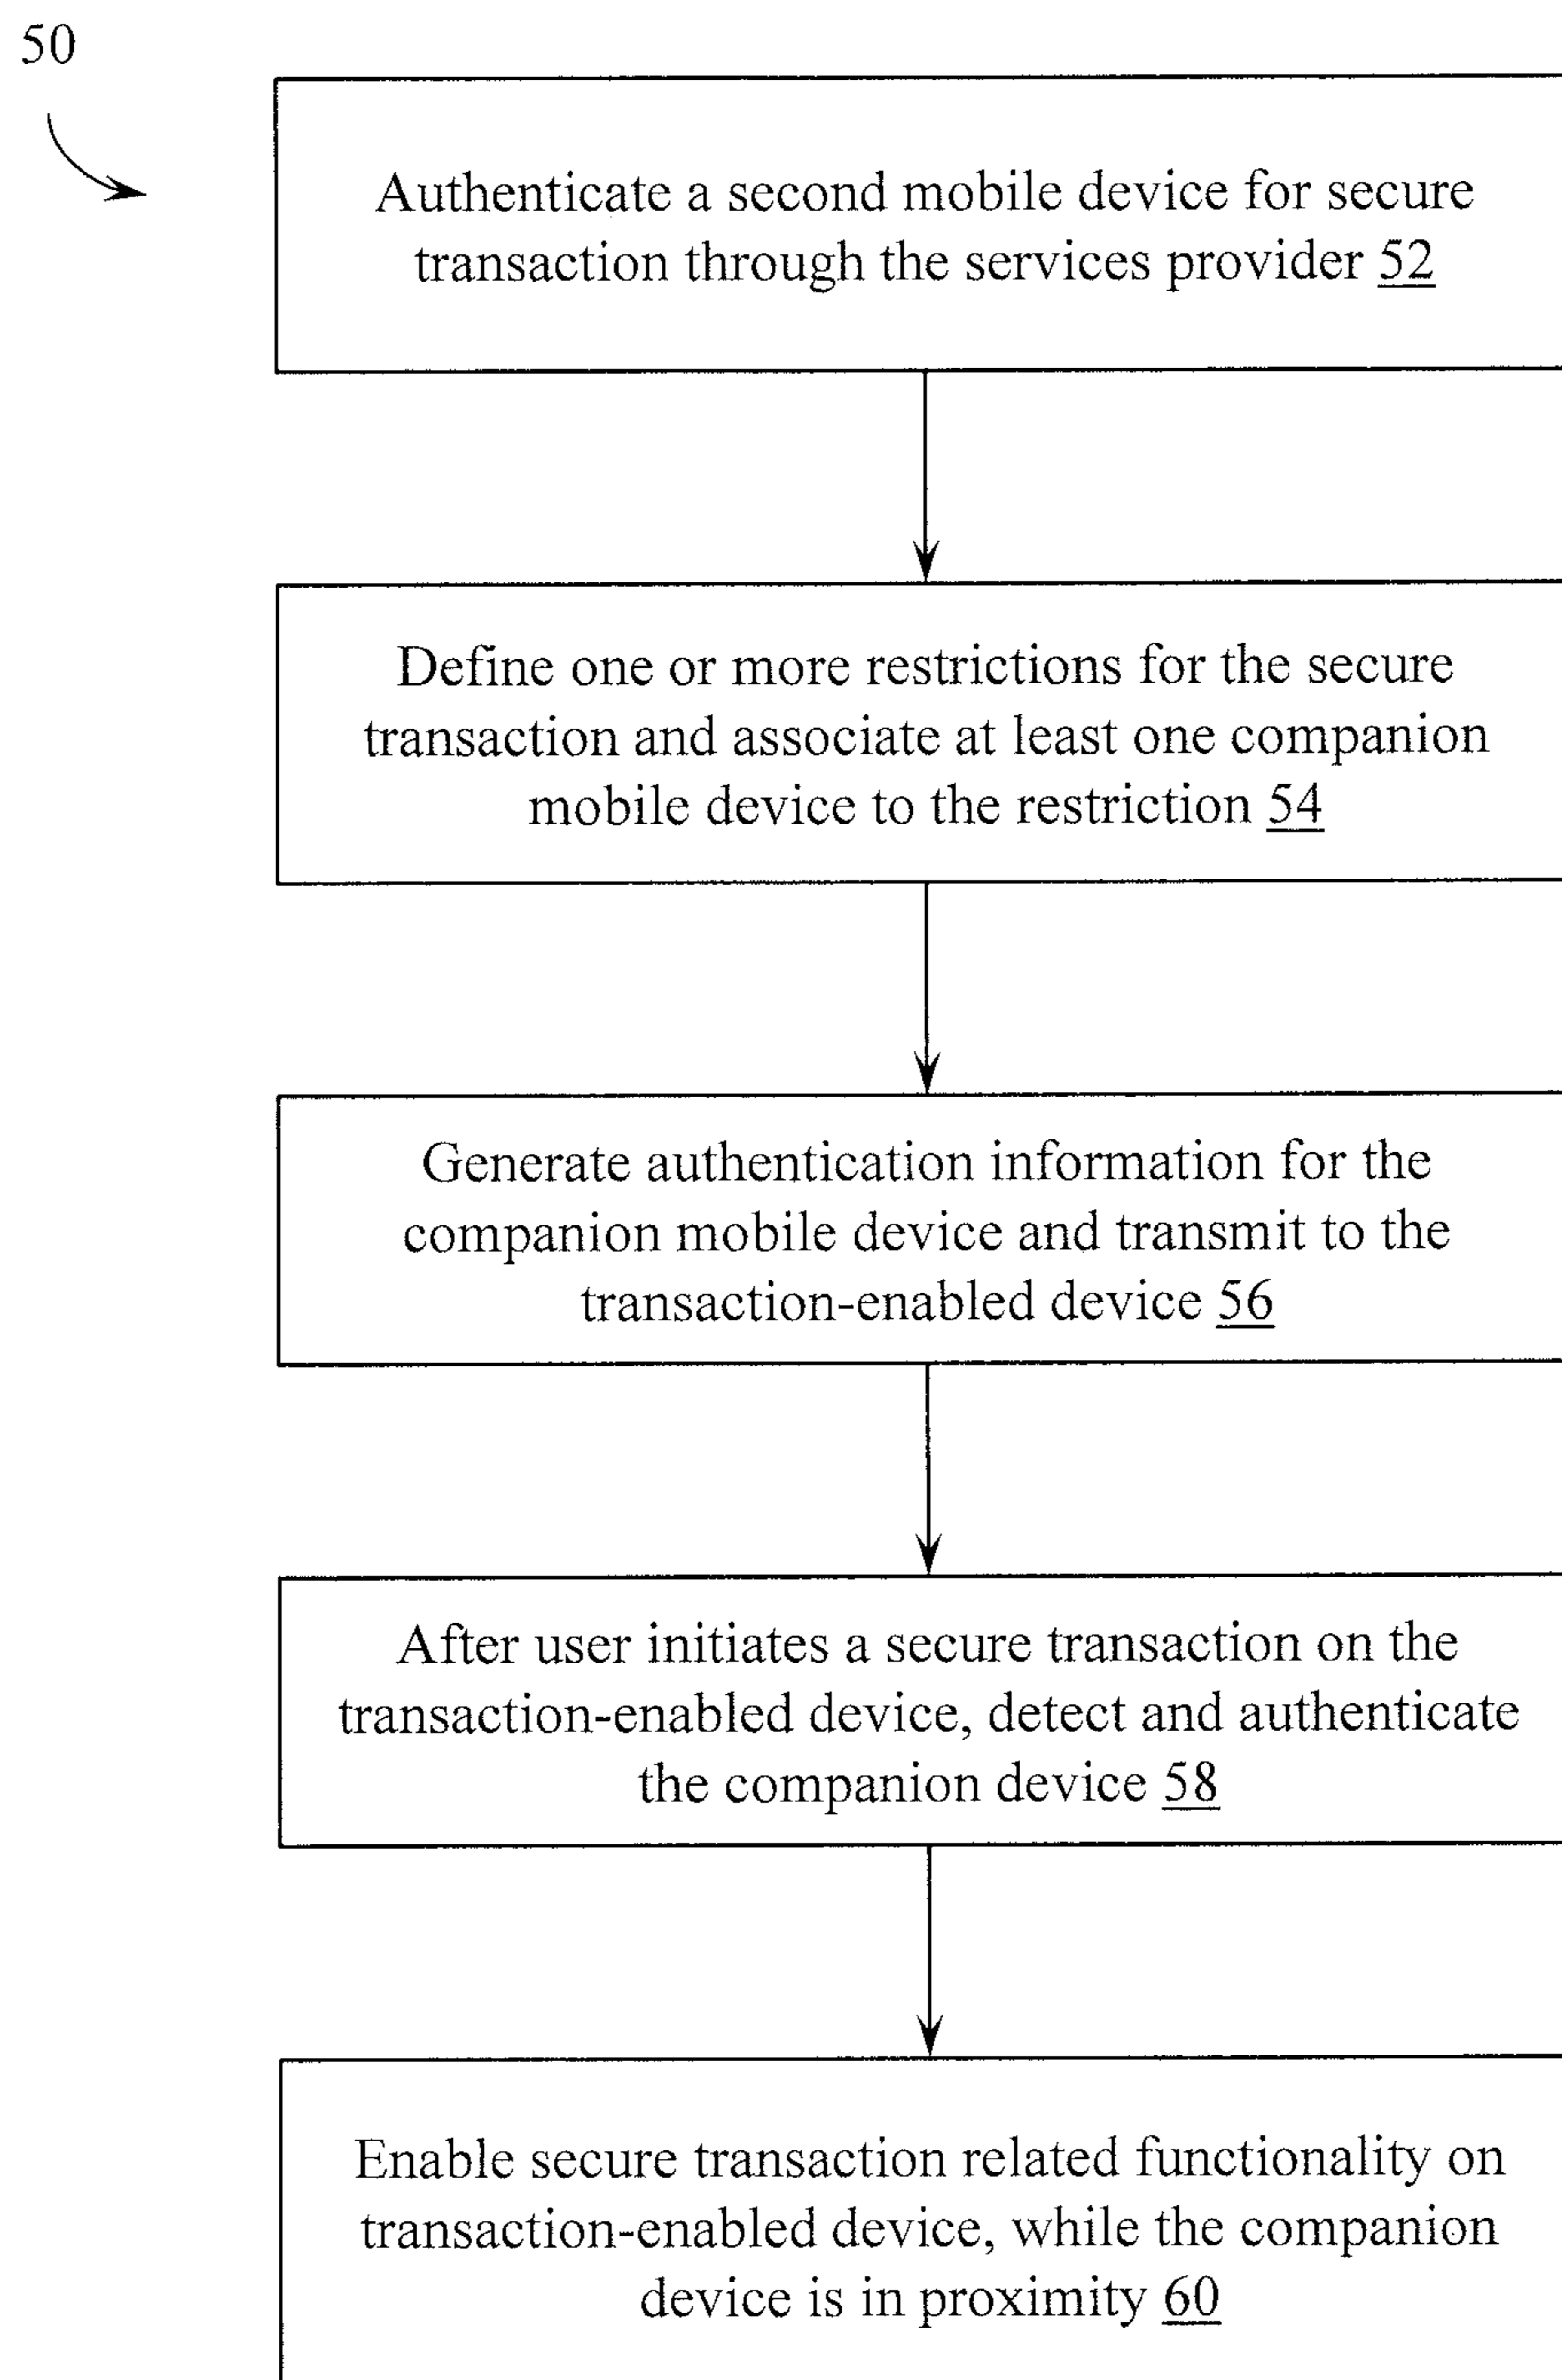 50
Authenticate a second mobile device for secure
transaction through the services provider 52
Define one or more restrictions for the secure
transaction and associate at least one companion
mobile device to the restriction 54
Generate authentication information for the
companion mobile device and transmit to the
transaction-enabled device 56
After user initiates a secure transaction on the
transaction-enabled device, detect and authenticate
the companion device 58
Enable secure transaction related functionality on
transaction-enabled device, while the companion
device is in proximity 60